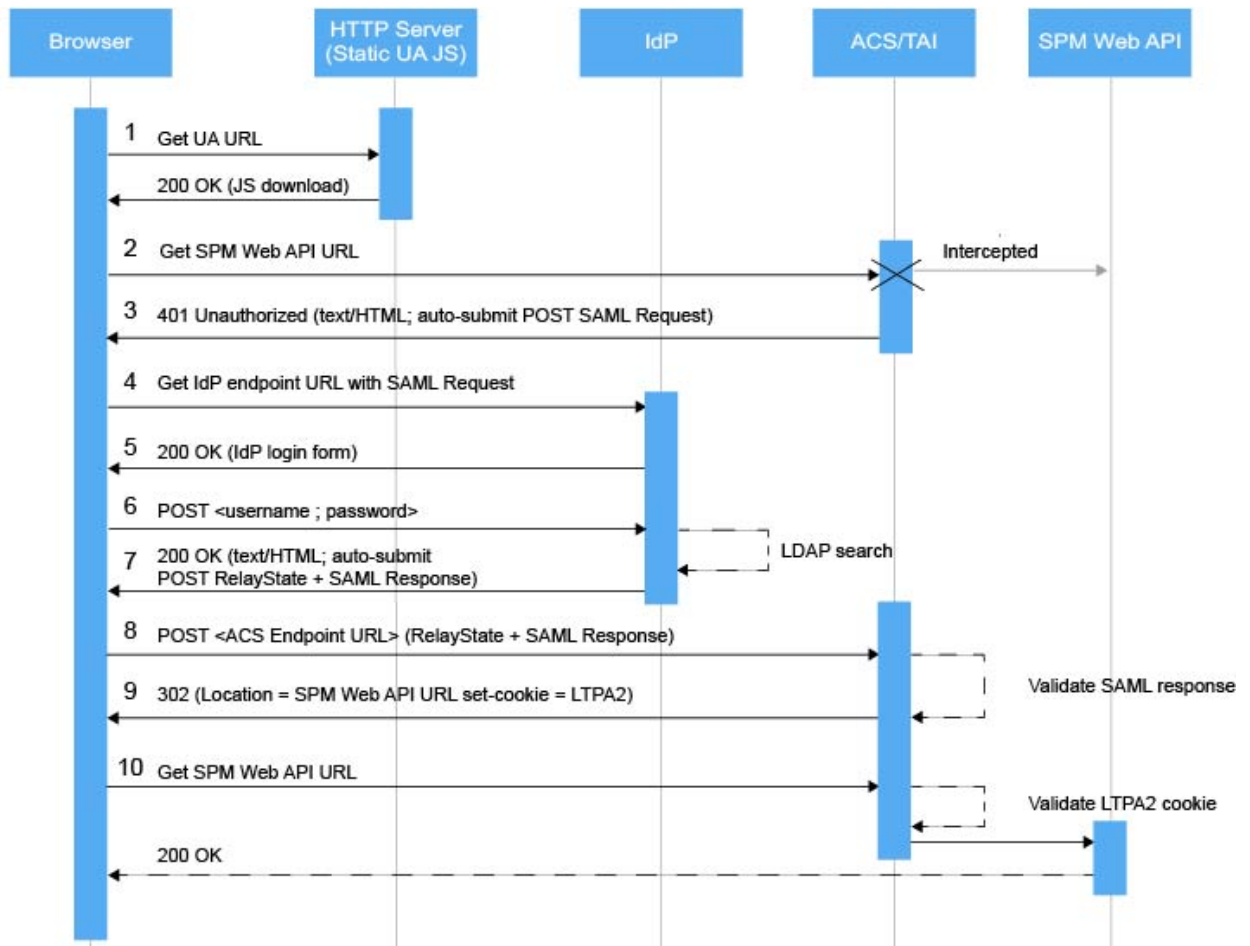 Browser
HTTP Server
(Static UA JS)
IdP
ACS/TAI
SPM Web API
1 Get UA URL
200 OK (JS download)
2 Get SPM Web API URL
Intercepted
3 401 Unauthorized (text/HTML; auto-submit POST SAML Request)
4 Get IdP endpoint URL with SAML Request
5 200 OK (IdP login form)
6 POST <username ; password>
LDAP search
7 200 OK (text/HTML; auto-submit
POST RelayState + SAML Response)
8 POST <ACS Endpoint URL> (RelayState + SAML Response)
9 302 (Location = SPM Web API URL set-cookie = LTPA2)
Validate SAML response
10 Get SPM Web API URL
Validate LTPA2 cookie
200 OK